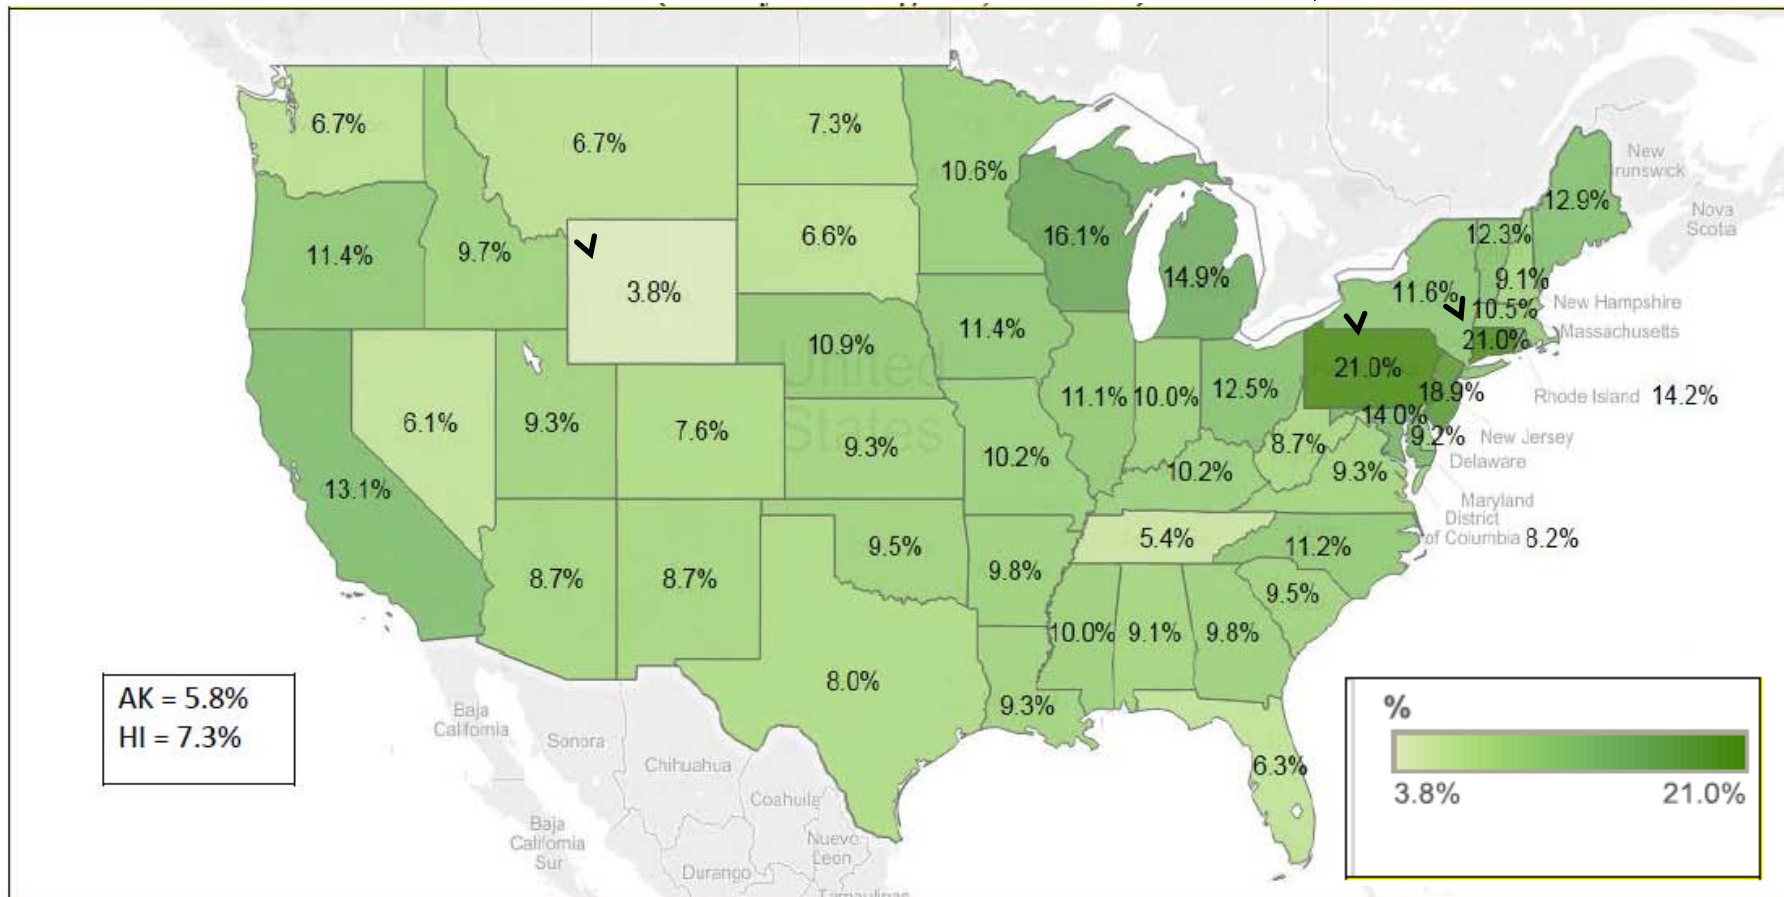 6.7%
6.7%
7.3%
10.6%
New
runswick
12.9%
Nova
Scotia
11.4%
9.7%
6.6%
16.1%
12.3%
3.8%
14.9%
11.6%
9.1%
New Hampshire
10.5%
Massachusetts
11.4%
10.9%
United
States
21.0%
21.0%
18.9%
Rhode Island 14.2%
6.1%
9.3%
7.6%
9.3%
10.2%
11.1%
10.0%
12.5%
14.0%
9.2%
New Jersey
Delaware
8.7%
10.2%
9.3%
13.1%
Maryland
District
of Columbia 8.2%
8.7%
8.7%
9.5%
9.8%
5.4%
11.2%
9.5%
10.0%
9.1%
9.8%
8.0%
9.3%
6.3%
AK = 5.8%
HI = 7.3%
Baja
California
Sonora
Chihuahua
Coahuila
Baja
California
Sur
Nuevo
Leon
Durango
Tamaulipas
%
3.8%
21.0%